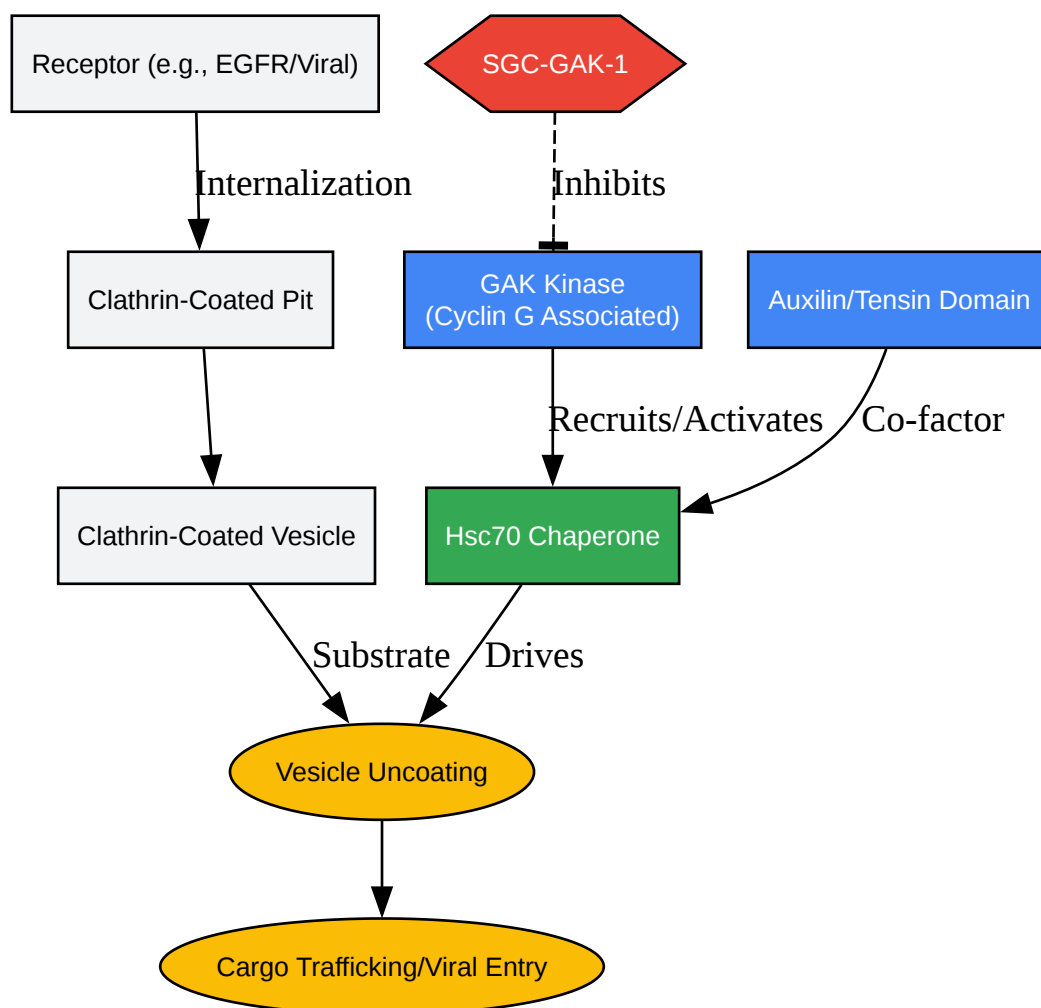 Receptor (e.g., EGFR/Viral)
SGC-GAK-1
Internalization
Inhibits
Clathrin-Coated Pit
GAK Kinase
(Cyclin G Associated)
Auxilin/Tensin Domain
Recruits/Activates
Co-factor
Clathrin-Coated Vesicle
Hsc70 Chaperone
Substrate
Drives
Vesicle Uncoating
Cargo Trafficking/Viral Entry